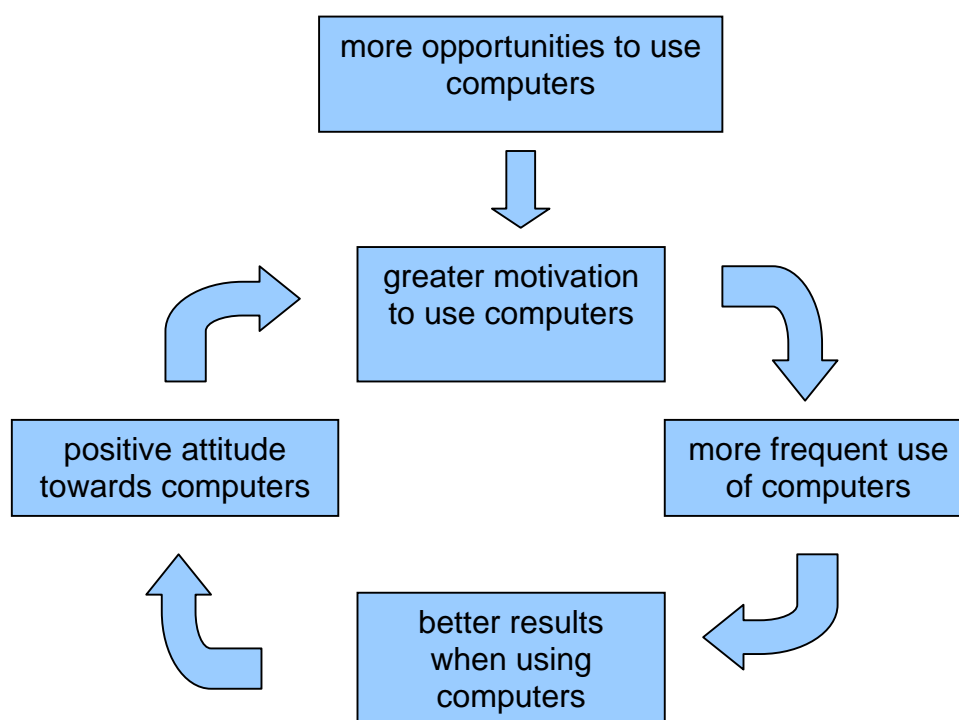 more opportunities to use
computers
greater motivation
to use computers
positive attitude
towards computers
more frequent use
of computers
better results
when using
computers